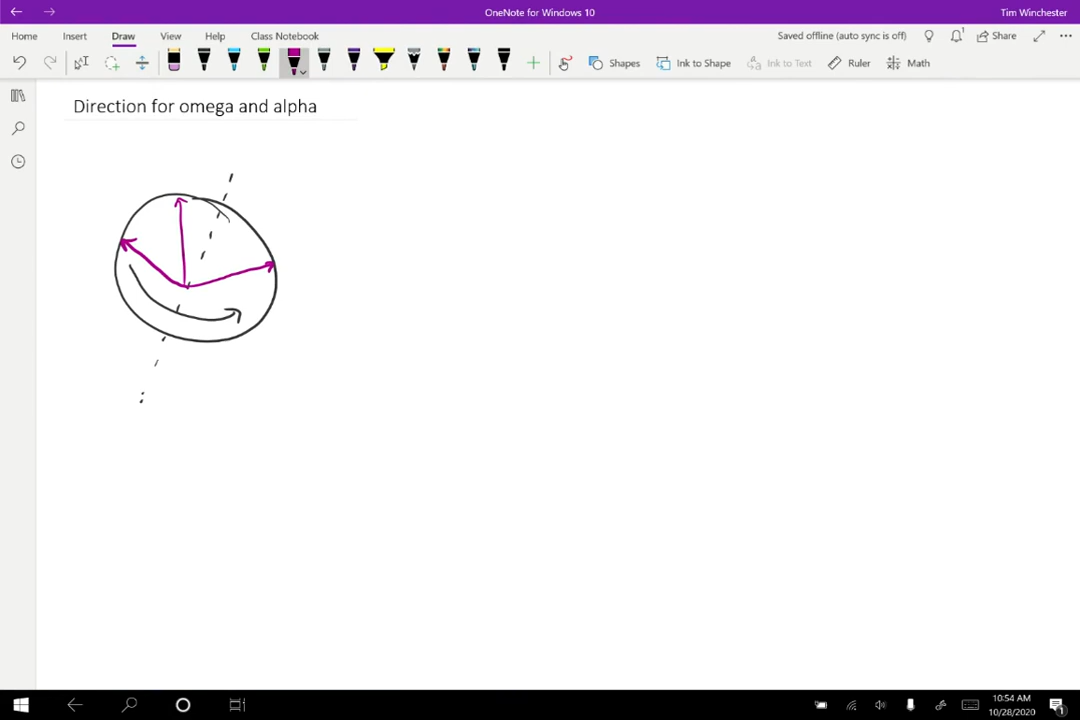 OneNote for Windows 10
Tim Winchester
Home Insert Draw View Help Class Notebook
Saved offline (auto sync is off)
Share
Shapes
Ink to Shape
Ink to Text
Ruler
Math
Direction for omega and alpha
10:54 AM
10/28/2020
1